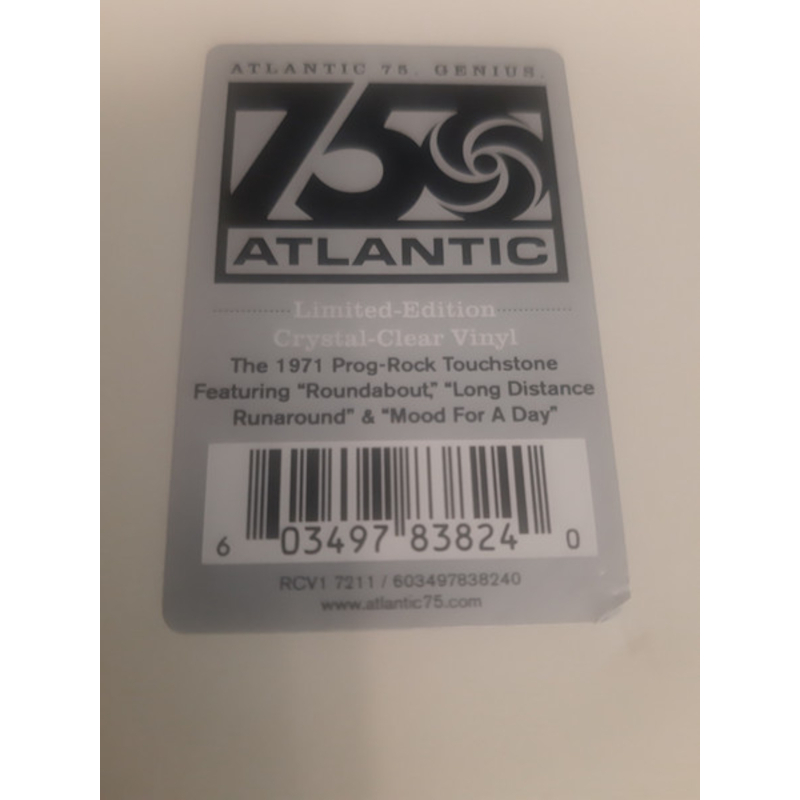 ATLANTIC 75. GENIUS.
75
ATLANTIC
Limited-Edition
Crystal-Clear Vinyl
The 1971 Prog-Rock Touchstone
Featuring “Roundabout,” “Long Distance
Runaround” & “Mood For A Day”
6 03497 83824 0
RCV1 7211 / 603497838240
www.atlantic75.com